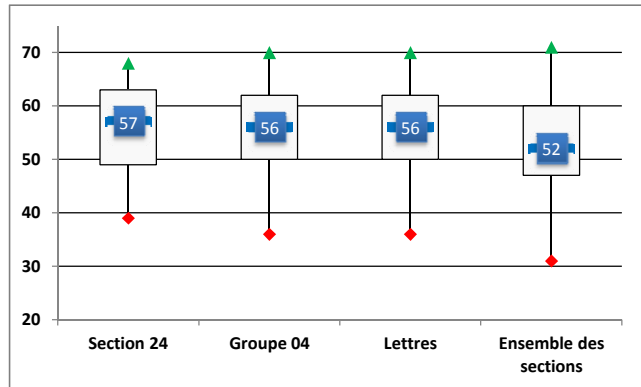 70
60
50
40
30
20
57
56
56
52
Section 24
Groupe 04
Lettres
Ensemble des
sections